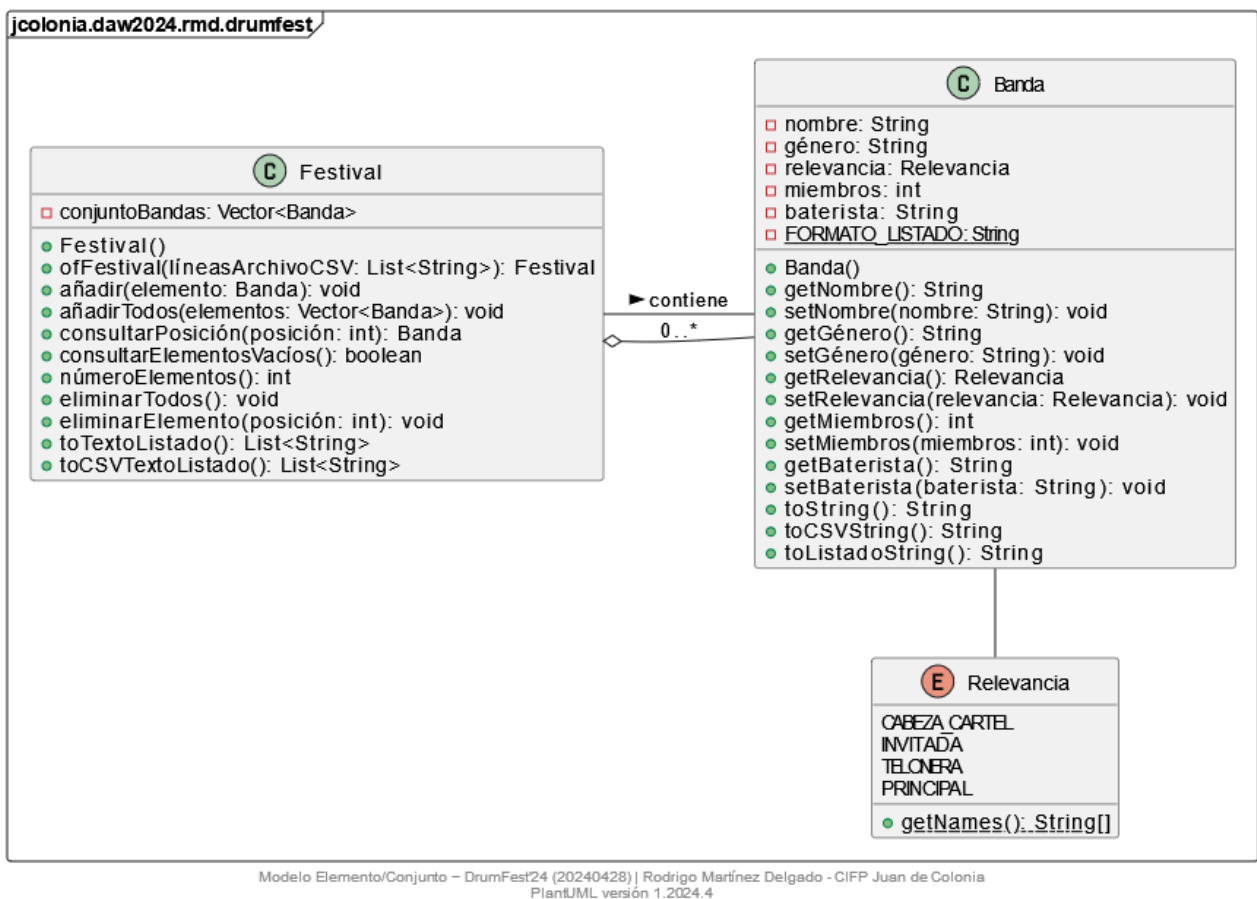 jcolonia.daw2024.rmd.drumfest
C Festival
conjuntoBandas: Vector<Banda>
Festival()
ofFestival(líneasArchivoCSV: List<String>): Festival
añadir(elemento: Banda): void
añadirTodos(elementos: Vector<Banda>): void
consultarPosición(posición: int): Banda
consultarElementosVacíos(): boolean
númeroElementos(): int
eliminarTodos(): void
eliminarElemento(posición: int): void
toTextoListado(): List<String>
toCSVTextoListado(): List<String>
contiene
0..*
C Banda
nombre: String
género: String
relevancia: Relevancia
miembros: int
baterista: String
FORMATO_LISTADO: String
Banda()
getNombre(): String
setNombre(nombre: String): void
getGénero(): String
setGénero(género: String): void
getRelevancia(): Relevancia
setRelevancia(relevancia: Relevancia): void
getMiembros(): int
setMiembros(miembros: int): void
getBaterista(): String
setBaterista(baterista: String): void
toString(): String
toCSVString(): String
toListadoString(): String
E Relevancia
CABEZA_CARTEL
INVITADA
TELONERA
PRINCIPAL
getNames(): String[]
Modelo Elemento/Conjunto – DrumFest'24 (20240428) | Rodrigo Martínez Delgado - CIFP Juan de Colonia
PlantUML versión 1.2024.4